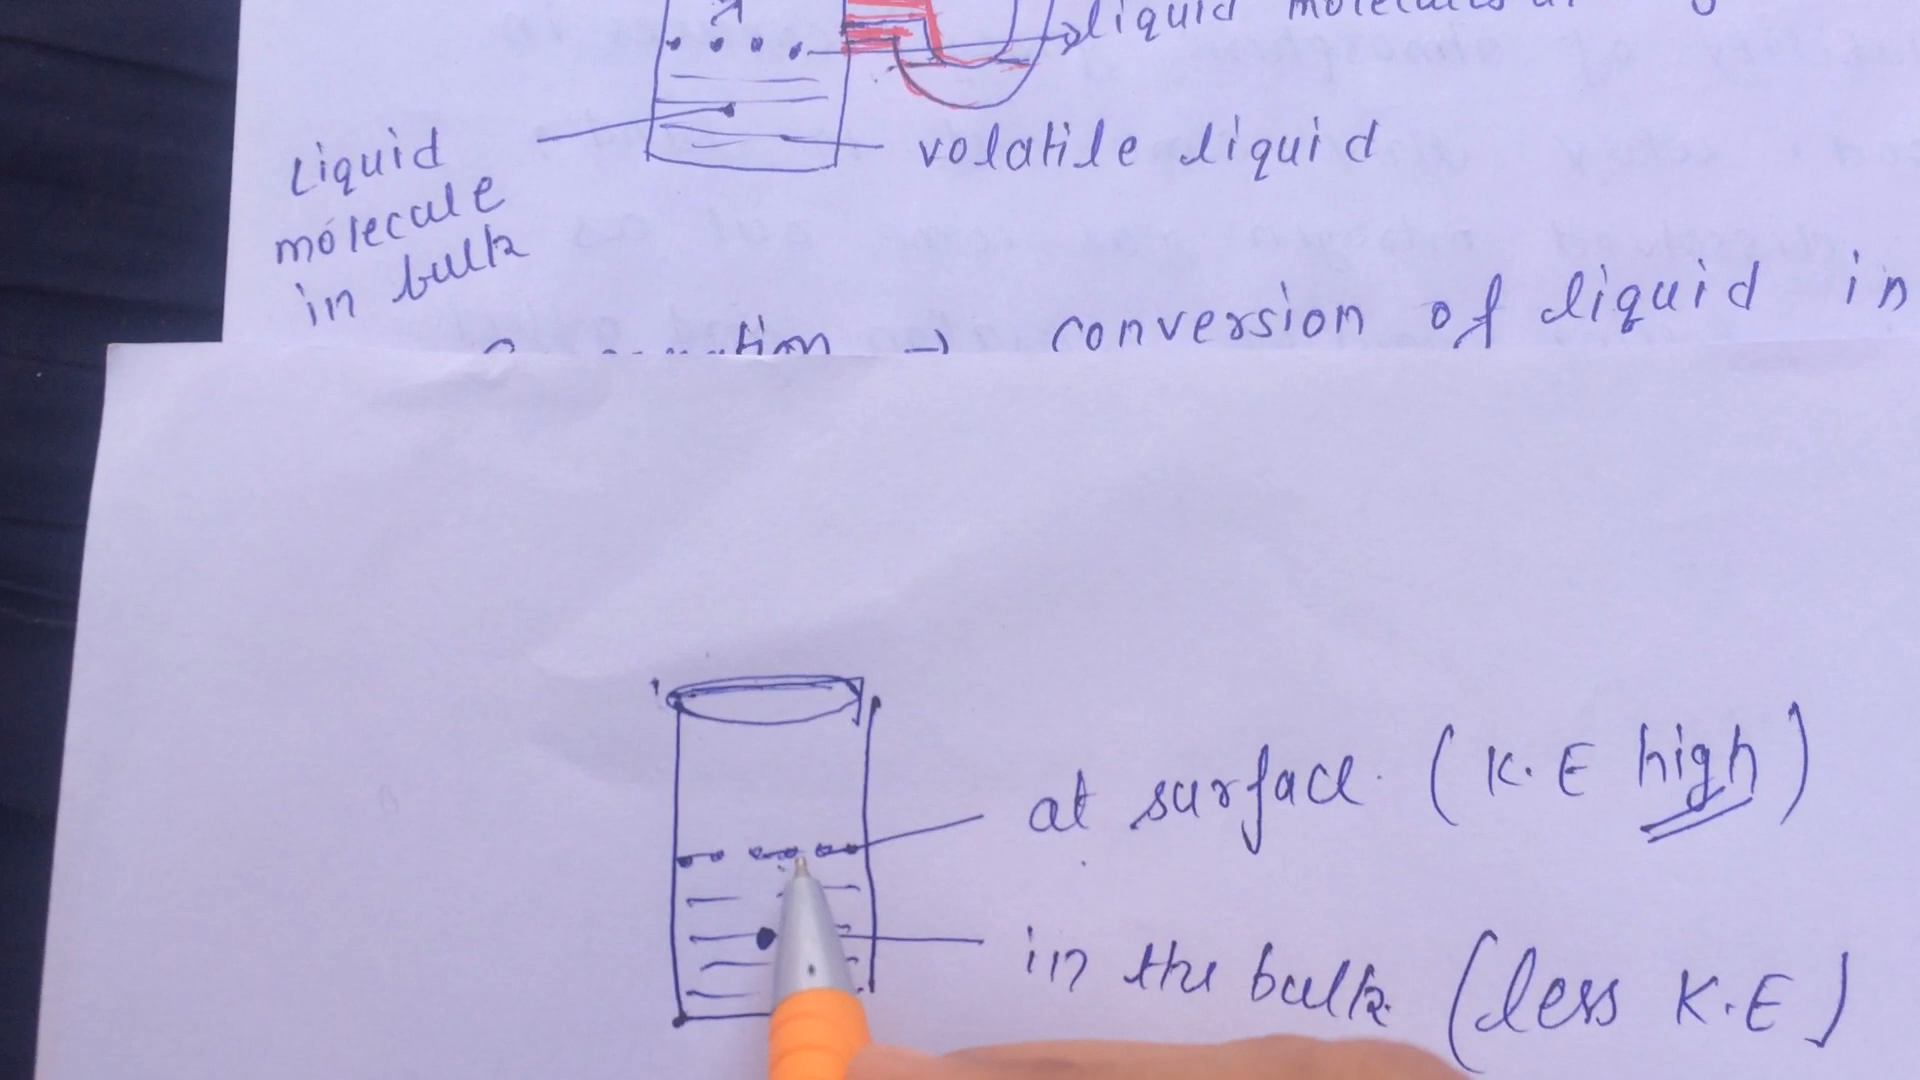 liquid
volatile liquid
Liquid
molecule
in bulk
→ conversion of liquid in
at surface (K.E high)
in the bulk (less K.E)